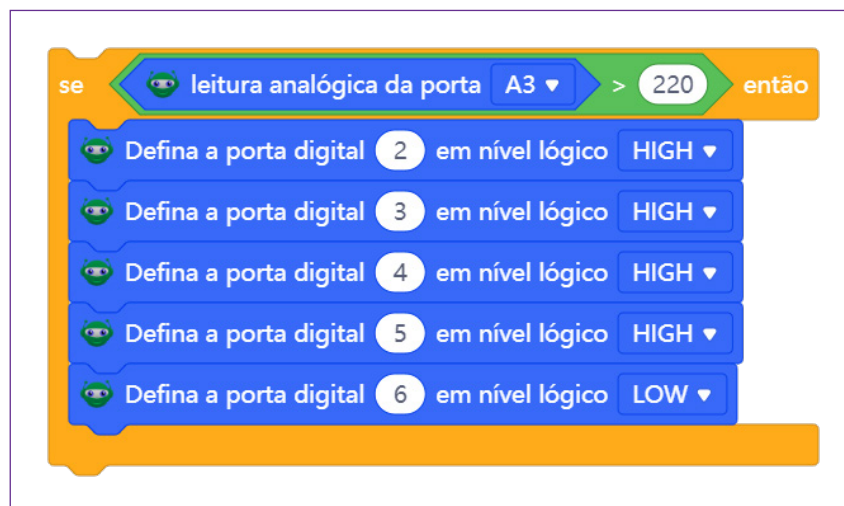 se leitura analógica da porta A3 > 220 então
Defina a porta digital 2 em nível lógico HIGH
Defina a porta digital 3 em nível lógico HIGH
Defina a porta digital 4 em nível lógico HIGH
Defina a porta digital 5 em nível lógico HIGH
Defina a porta digital 6 em nível lógico LOW